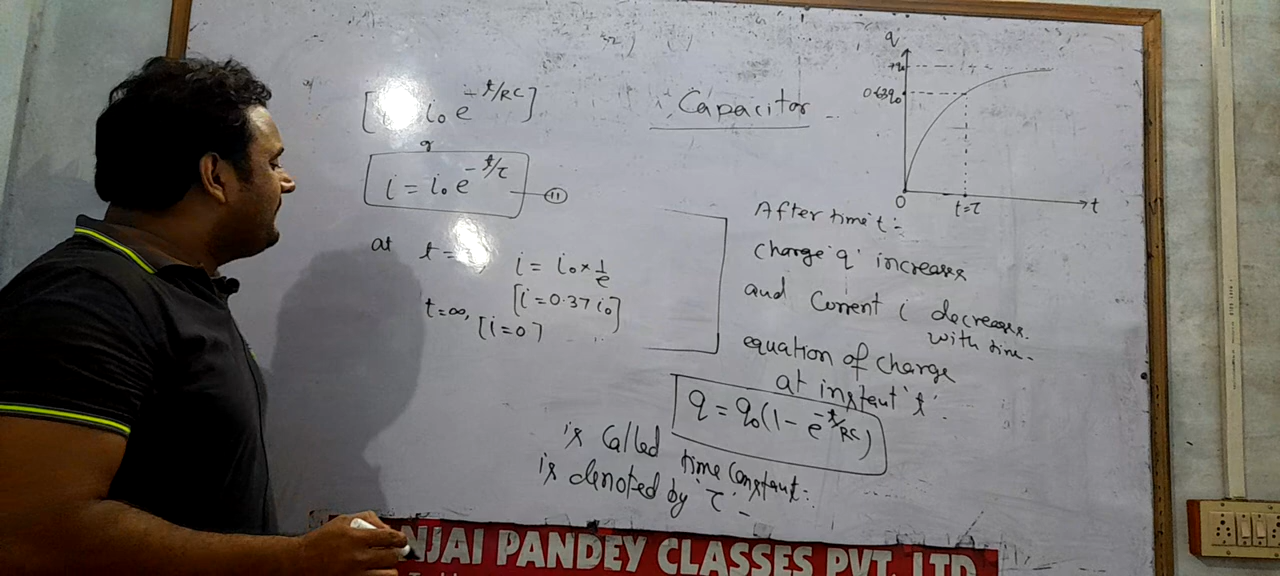 Capacitor
[ i₀ e^-t/RC]
or
i = i₀ e^-t/τ — (11)
at t =
i = i₀ × 1/e
[i = 0.37 i₀]
t=∞, [i=0]
q
q₀
0.63q₀
0
t=τ
t
After time 't' :-
Charge 'q' increases
and Current i decreases
with time -
equation of charge
at instant 't'.
q = q₀(1 - e^-t/RC)
is called time Constant :
is denoted by 'τ' -
NJAI PANDEY CLASSES PVT. LTD